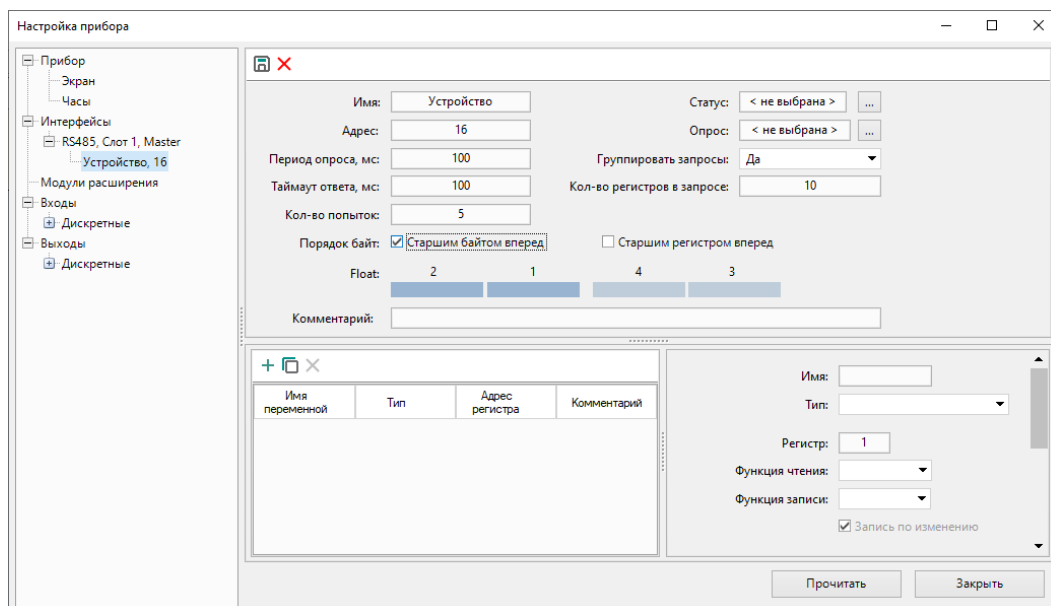 Настройка прибора
Прибор
Экран
Часы
Интерфейсы
RS485, Слот 1, Master
Устройство, 16
Модули расширения
Входы
Дискретные
Выходы
Дискретные
Имя: Устройство Статус: < не выбрана > ...
Адрес: 16 Опрос: < не выбрана > ...
Период опроса, мс: 100 Группировать запросы: Да
Таймаут ответа, мс: 100 Кол-во регистров в запросе: 10
Кол-во попыток: 5
Порядок байт: Старшим байтом вперед Старшим регистром вперед
Float: 2 1 4 3
Комментарий:
Имя переменной Тип Адрес регистра Комментарий
Имя:
Тип:
Регистр: 1
Функция чтения:
Функция записи:
Запись по изменению
Прочитать Закрыть